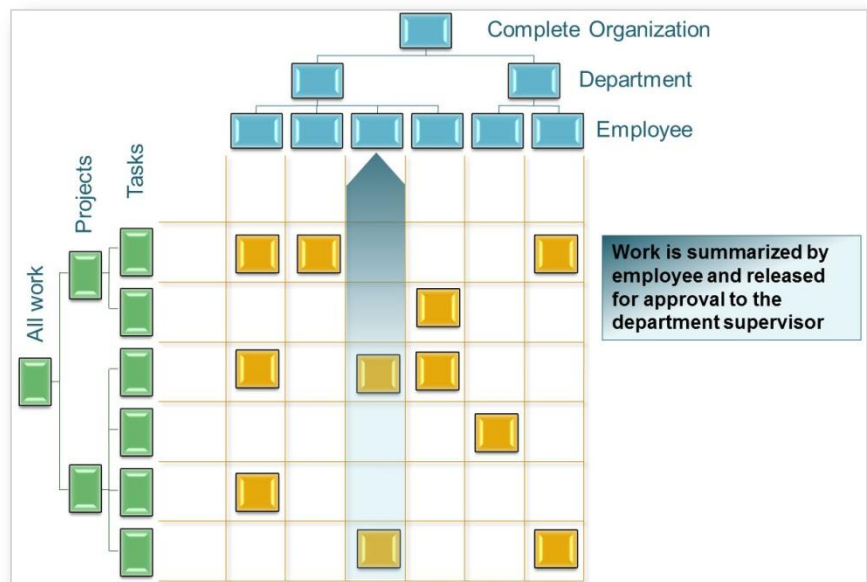 Complete Organization
Department
Employee
Tasks
Projects
All work
Work is summarized by
employee and released
for approval to the
department supervisor